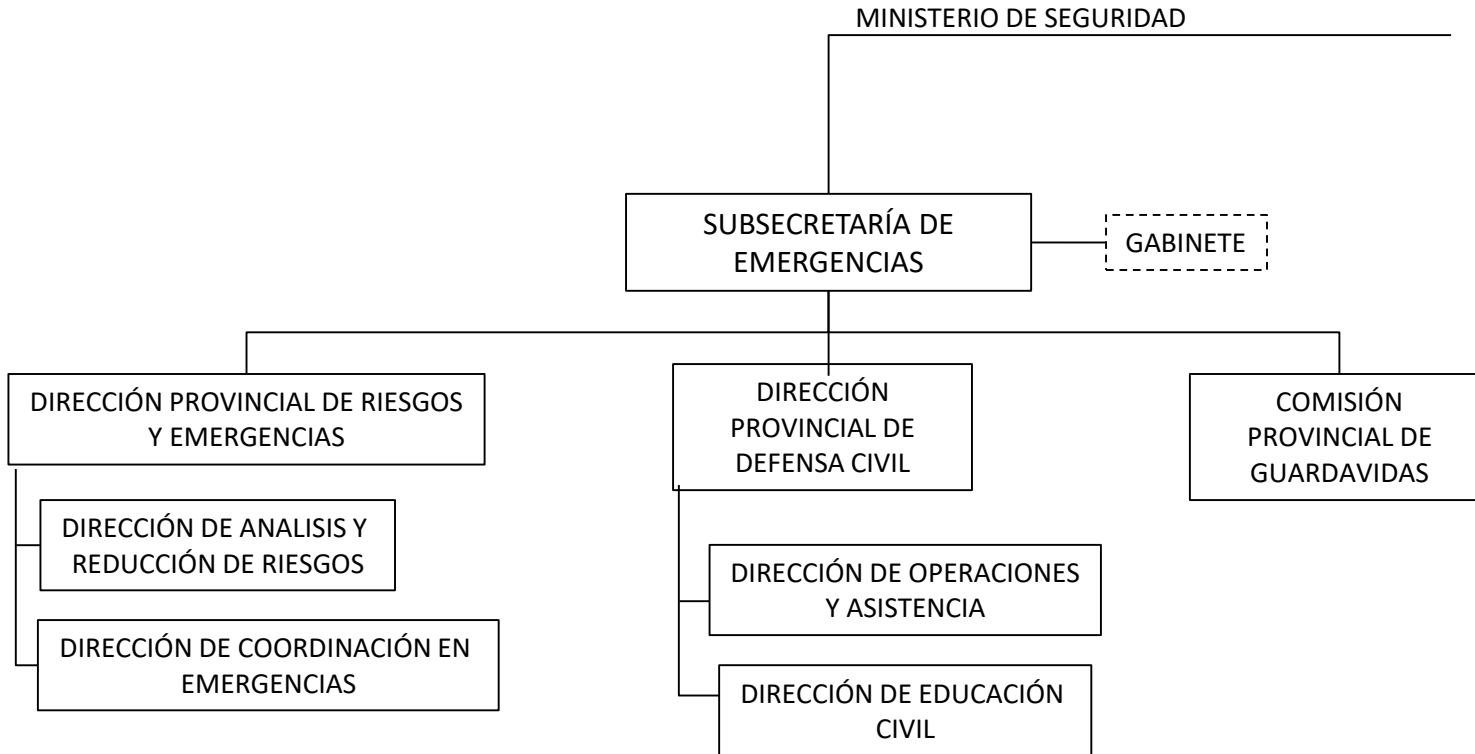 MINISTERIO DE SEGURIDAD
SUBSECRETARÍA DE
EMERGENCIAS
GABINETE
DIRECCIÓN PROVINCIAL DE RIESGOS
Y EMERGENCIAS
DIRECCIÓN
PROVINCIAL DE
DEFENSA CIVIL
COMISIÓN
PROVINCIAL DE
GUARDAVIDAS
DIRECCIÓN DE ANALISIS Y
REDUCCIÓN DE RIESGOS
DIRECCIÓN DE COORDINACIÓN EN
EMERGENCIAS
DIRECCIÓN DE OPERACIONES
Y ASISTENCIA
DIRECCIÓN DE EDUCACIÓN
CIVIL